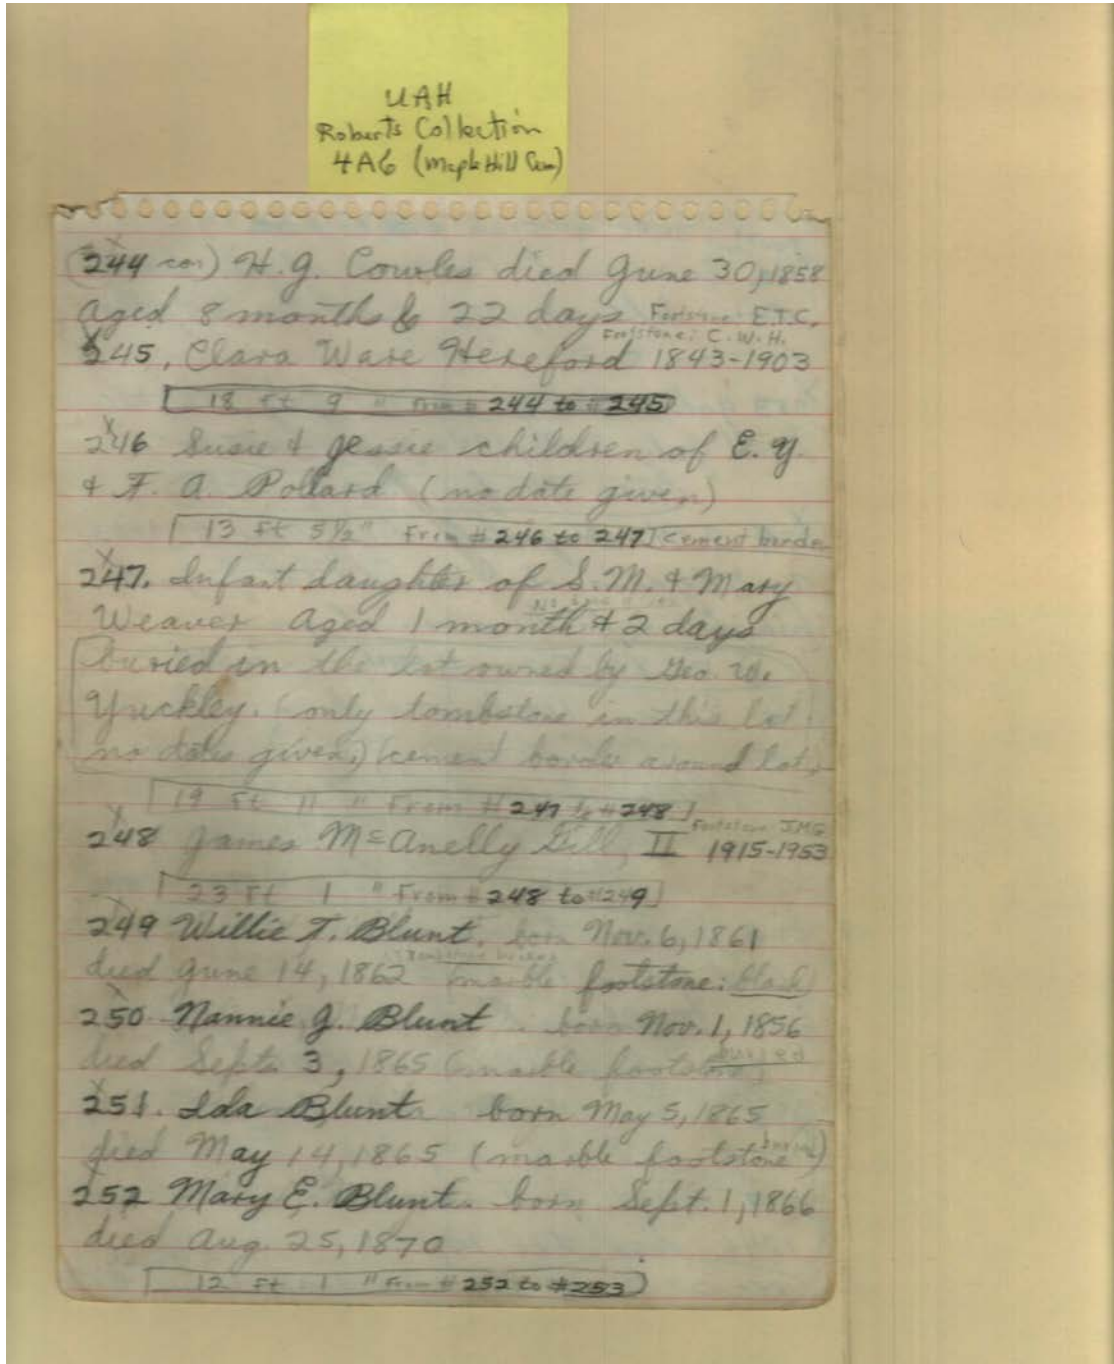 UAH
Roberts Collection
4A6 (Maple Hill Cem)
(244 con) H. G. Cowles died June 30, 1858
aged 8 months & 22 days Footstone: E.T.C.
Footstone: C.W.H.
245. Clara Ware Hereford 1843-1903
[18 ft 9 " From # 244 to # 245]
246 Susie & Jessie children of E. Y.
& F. A. Pollard (no date given)
[13 ft 5 1/2" From # 246 to 247] cement border
247. Infant daughter of S. M. & Mary
Weaver aged 1 month & 2 days
buried in the lot owned by Geo. W.
Yuckley. (only tombstone in this lot
no dates given.) (cement border around lot)
[19 ft 11 " From # 247 to # 248]
Footstone JMG
248 James McAnelly Gill, II 1915-1953
[23 ft 1 " From # 248 to # 249]
249 Willie T. Blunt. born Nov. 6, 1861
died June 14, 1862 marble footstone: blank
250 Nannie J. Blunt. born Nov. 1, 1856
buried
died Sept. 3, 1865 (marble footstone)
251. Ida Blunt. born May 5, 1865
buried
died May 14, 1865 (marble footstone)
252 Mary E. Blunt. born Sept. 1, 1866
died Aug. 25, 1870
[12 ft 1 " From # 252 to # 253)